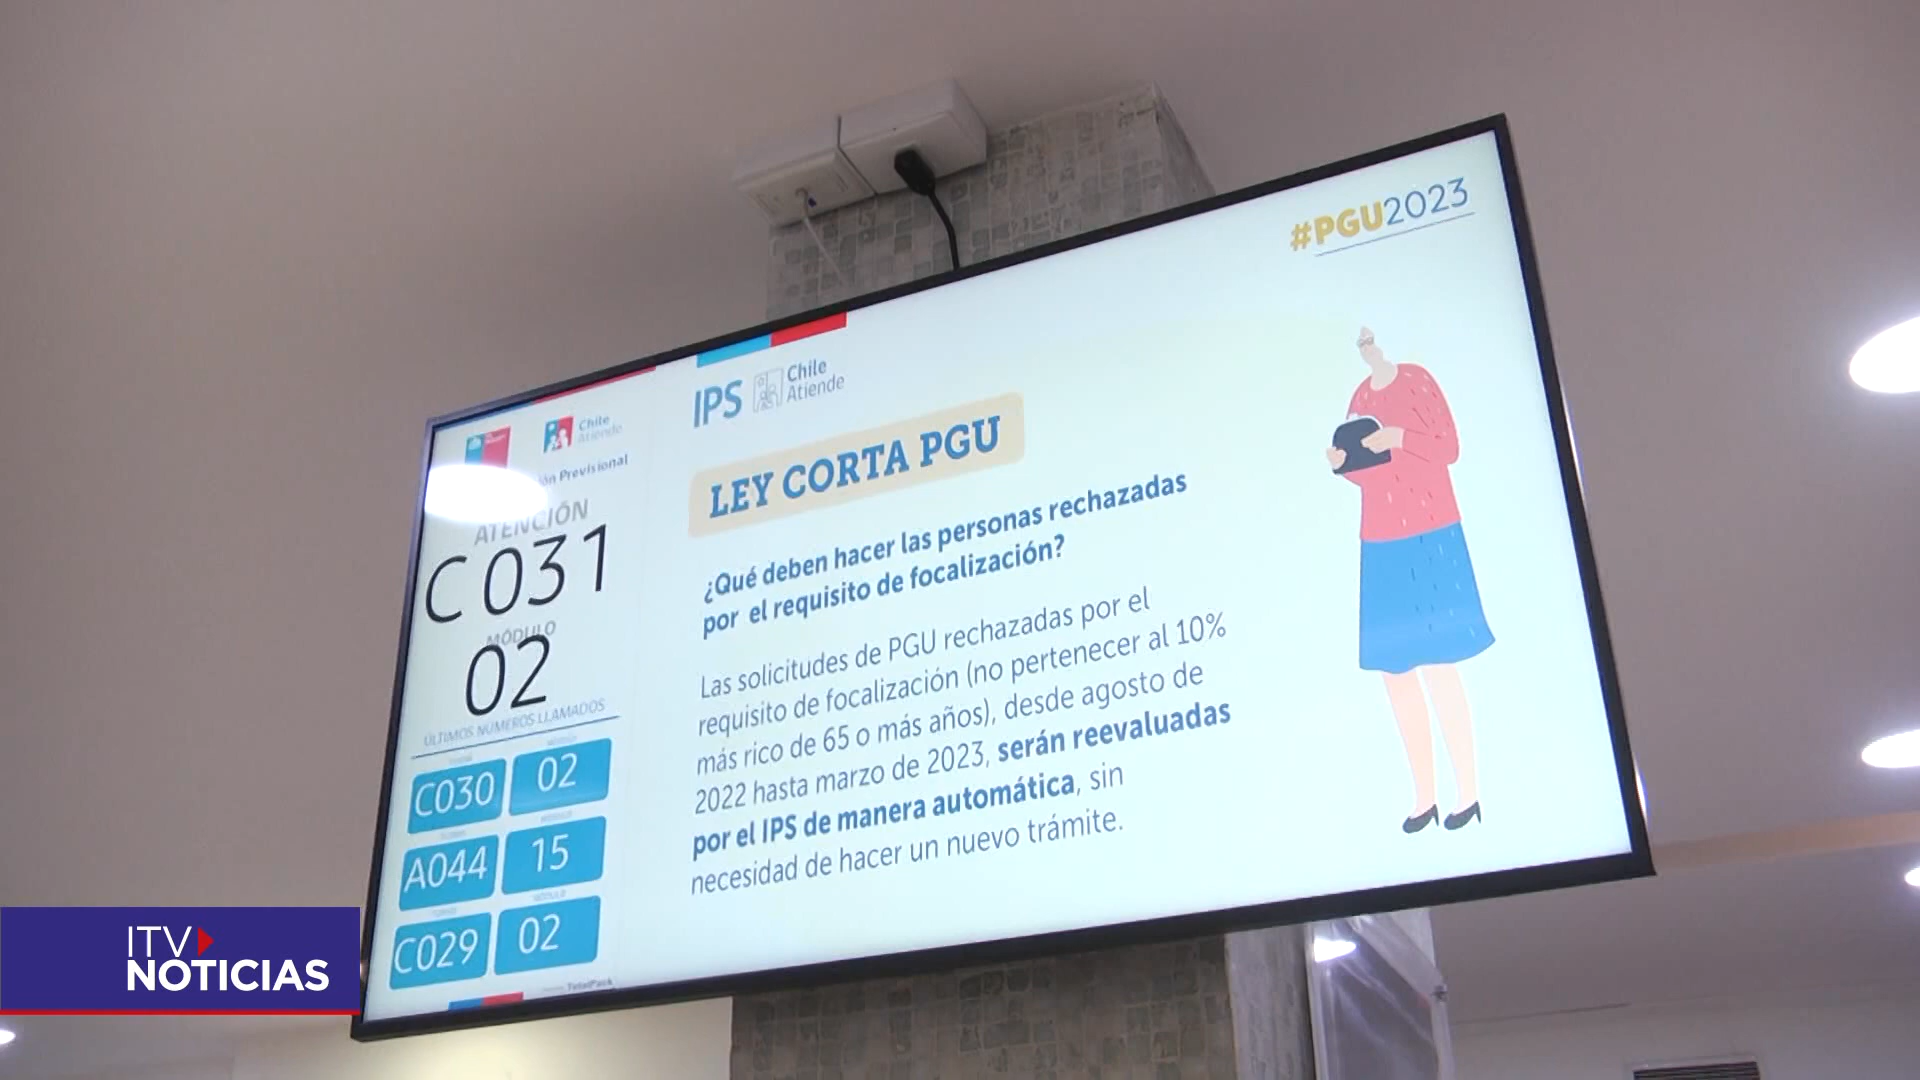 #PGU2023
IPS Chile
Atiende
LEY CORTA PGU
¿Qué deben hacer las personas rechazadas
por el requisito de focalización?
Las solicitudes de PGU rechazadas por el
requisito de focalización (no pertenecer al 10%
más rico de 65 o más años), desde agosto de
2022 hasta marzo de 2023, serán reevaluadas
por el IPS de manera automática, sin
necesidad de hacer un nuevo trámite.
Chile
Atiende
Previsional
ATENCIÓN
C 031
MÓDULO
02
ÚLTIMOS NÚMEROS LLAMADOS
C030 02
A044 15
C029 02
TotalPack
ITV
NOTICIAS